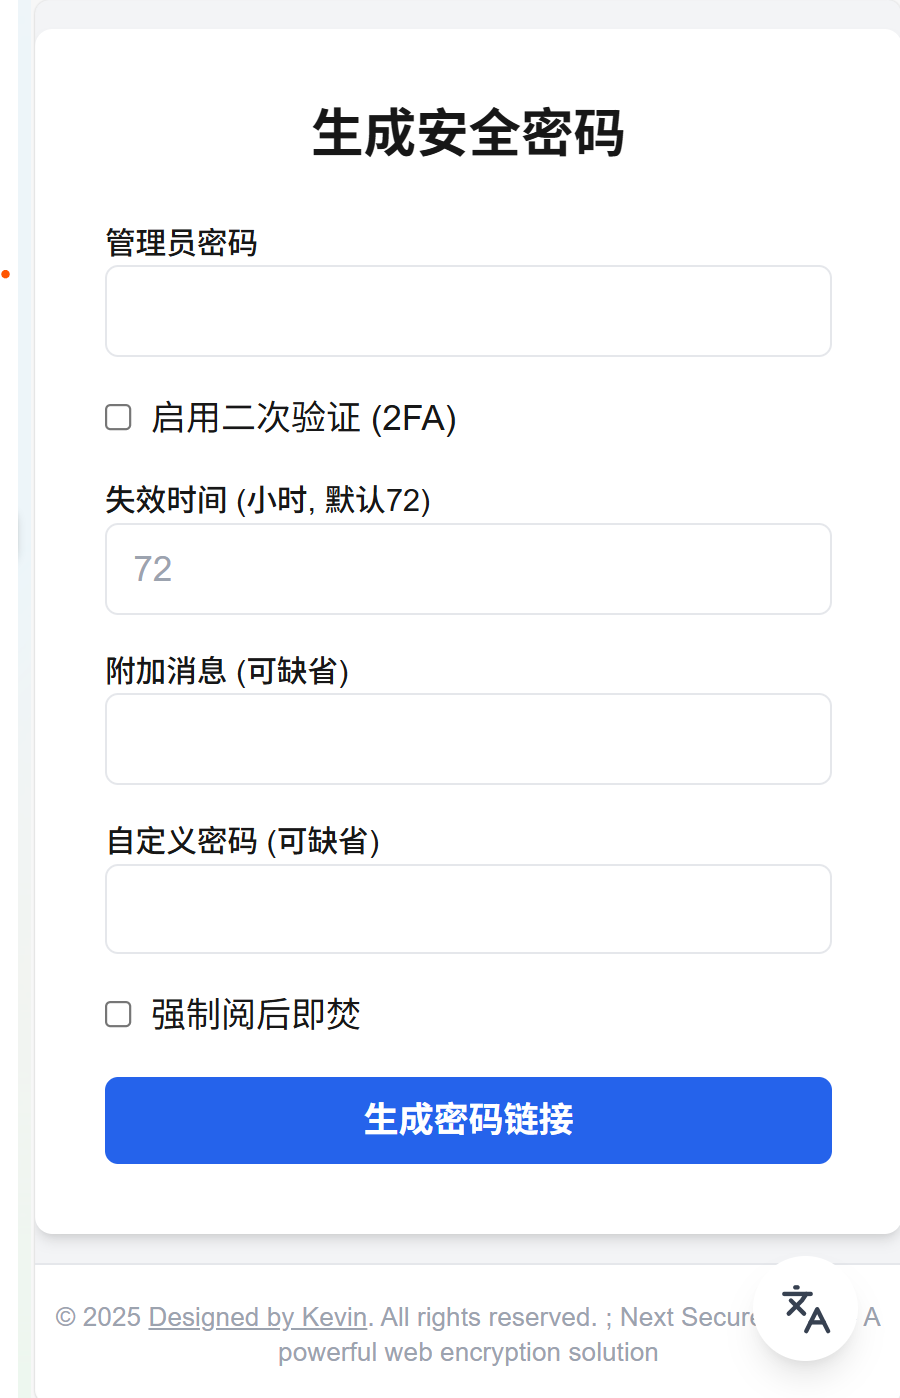 生成安全密码
管理员密码
启用二次验证 (2FA)
失效时间 (小时, 默认72)
72
附加消息 (可缺省)
自定义密码 (可缺省)
强制阅后即焚
生成密码链接
© 2025 Designed by Kevin. All rights reserved. ; Next Secure A
powerful web encryption solution
文A